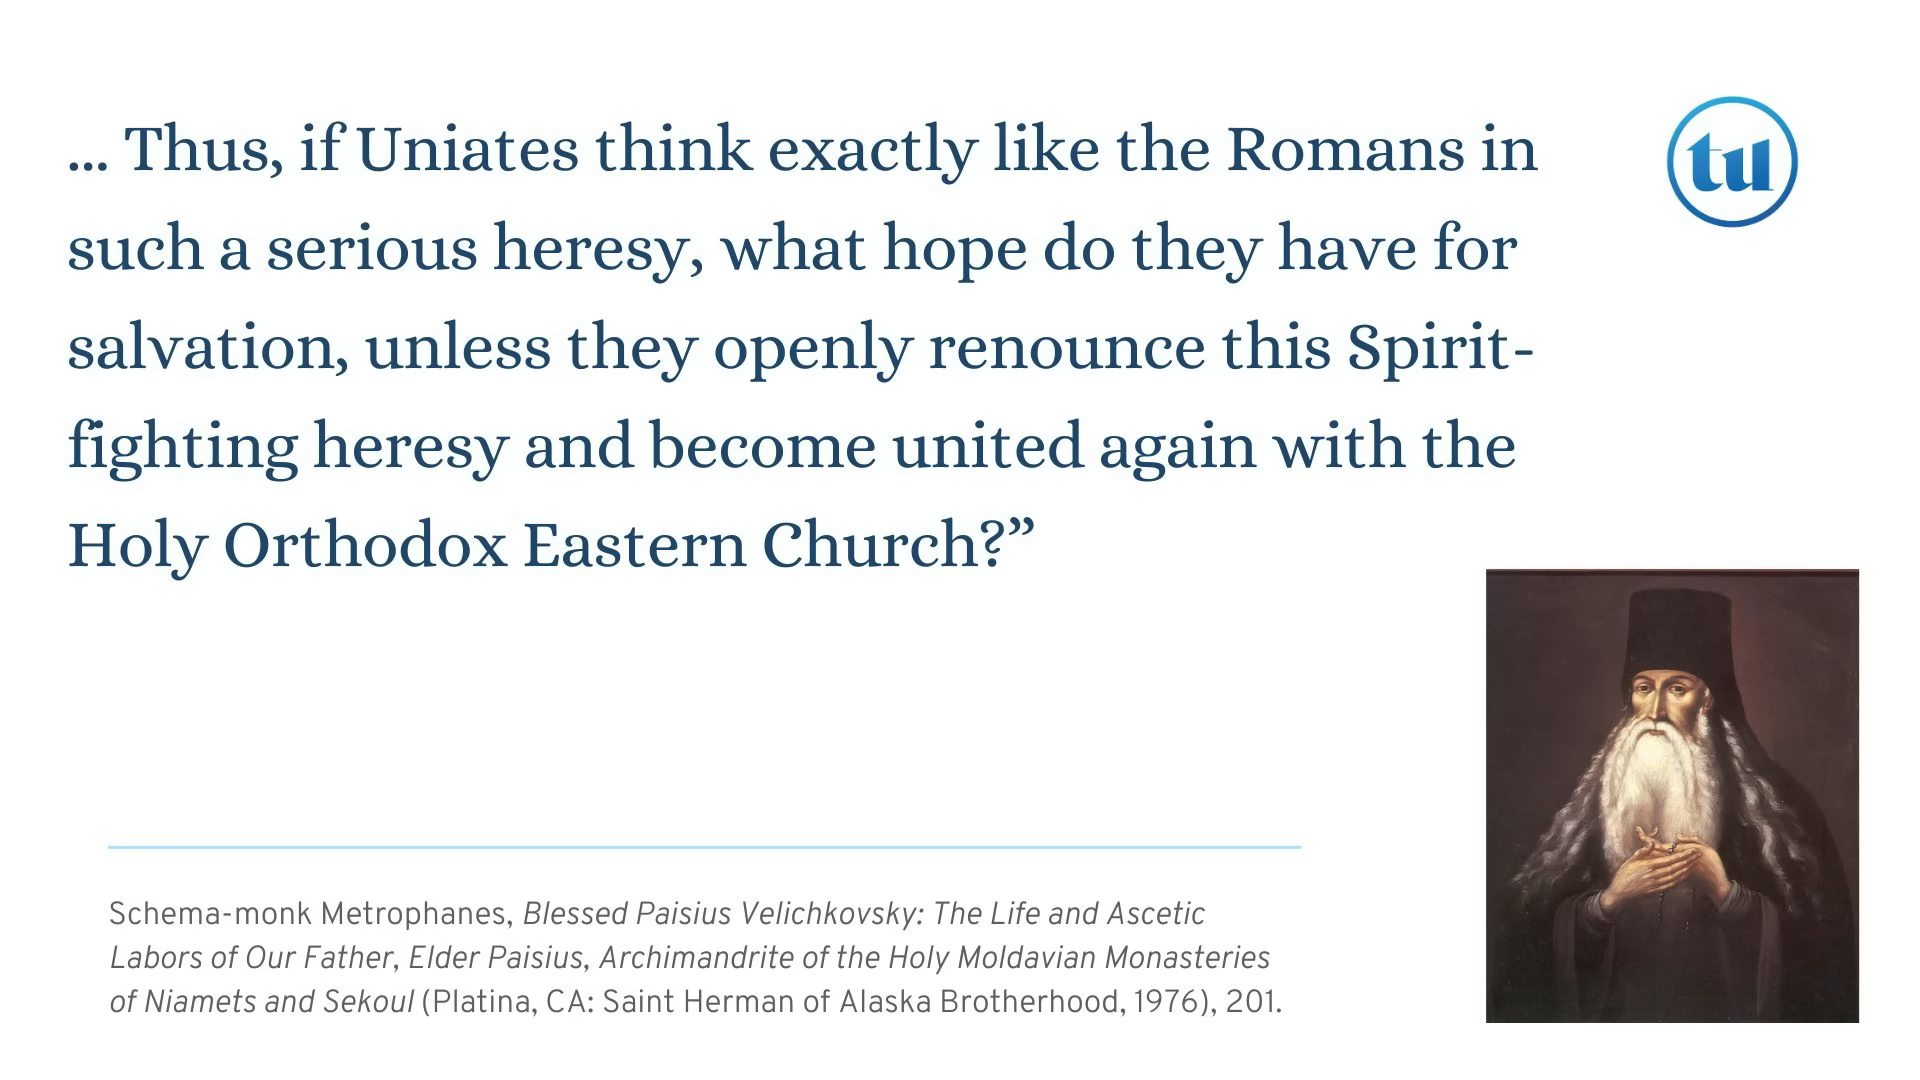 ... Thus, if Uniates think exactly like the Romans in
such a serious heresy, what hope do they have for
salvation, unless they openly renounce this Spirit-
fighting heresy and become united again with the
Holy Orthodox Eastern Church?”
tu
Schema-monk Metrophanes, Blessed Paisius Velichkovsky: The Life and Ascetic
Labors of Our Father, Elder Paisius, Archimandrite of the Holy Moldavian Monasteries
of Niamets and Sekoul (Platina, CA: Saint Herman of Alaska Brotherhood, 1976), 201.